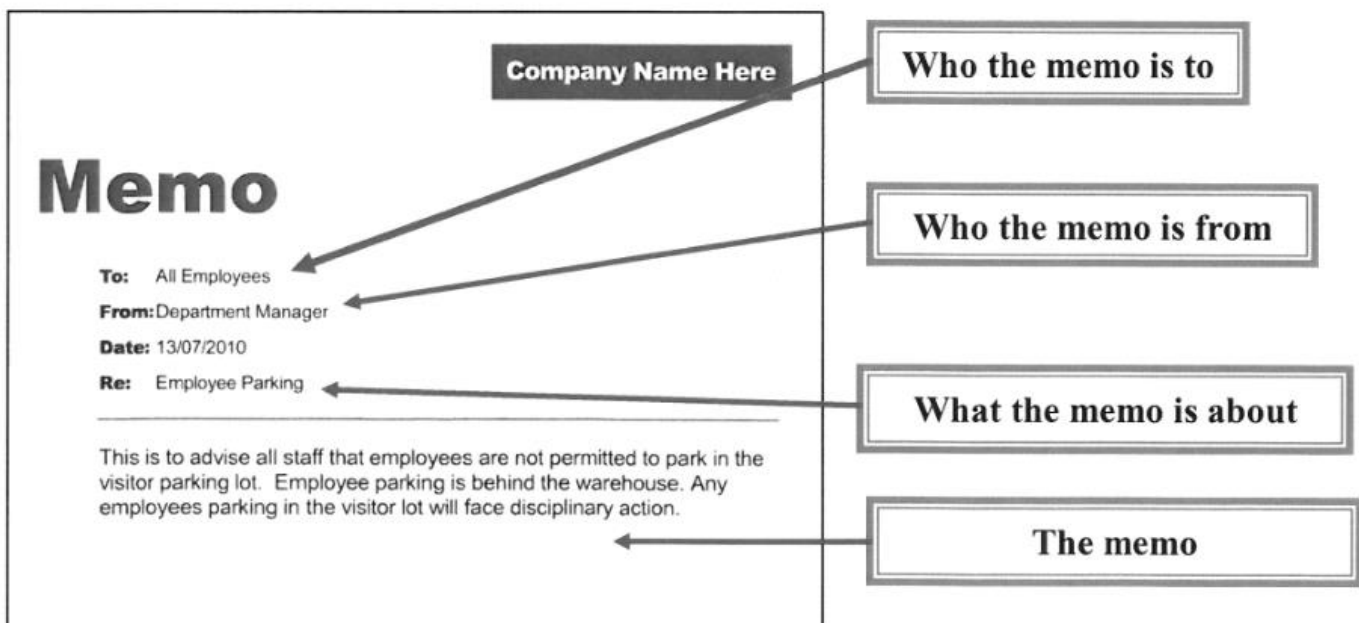 Company Name Here
Who the memo is to
Memo
Who the memo is from
To: All Employees
From: Department Manager
Date: 13/07/2010
Re: Employee Parking
What the memo is about
This is to advise all staff that employees are not permitted to park in the
visitor parking lot. Employee parking is behind the warehouse. Any
employees parking in the visitor lot will face disciplinary action.
The memo